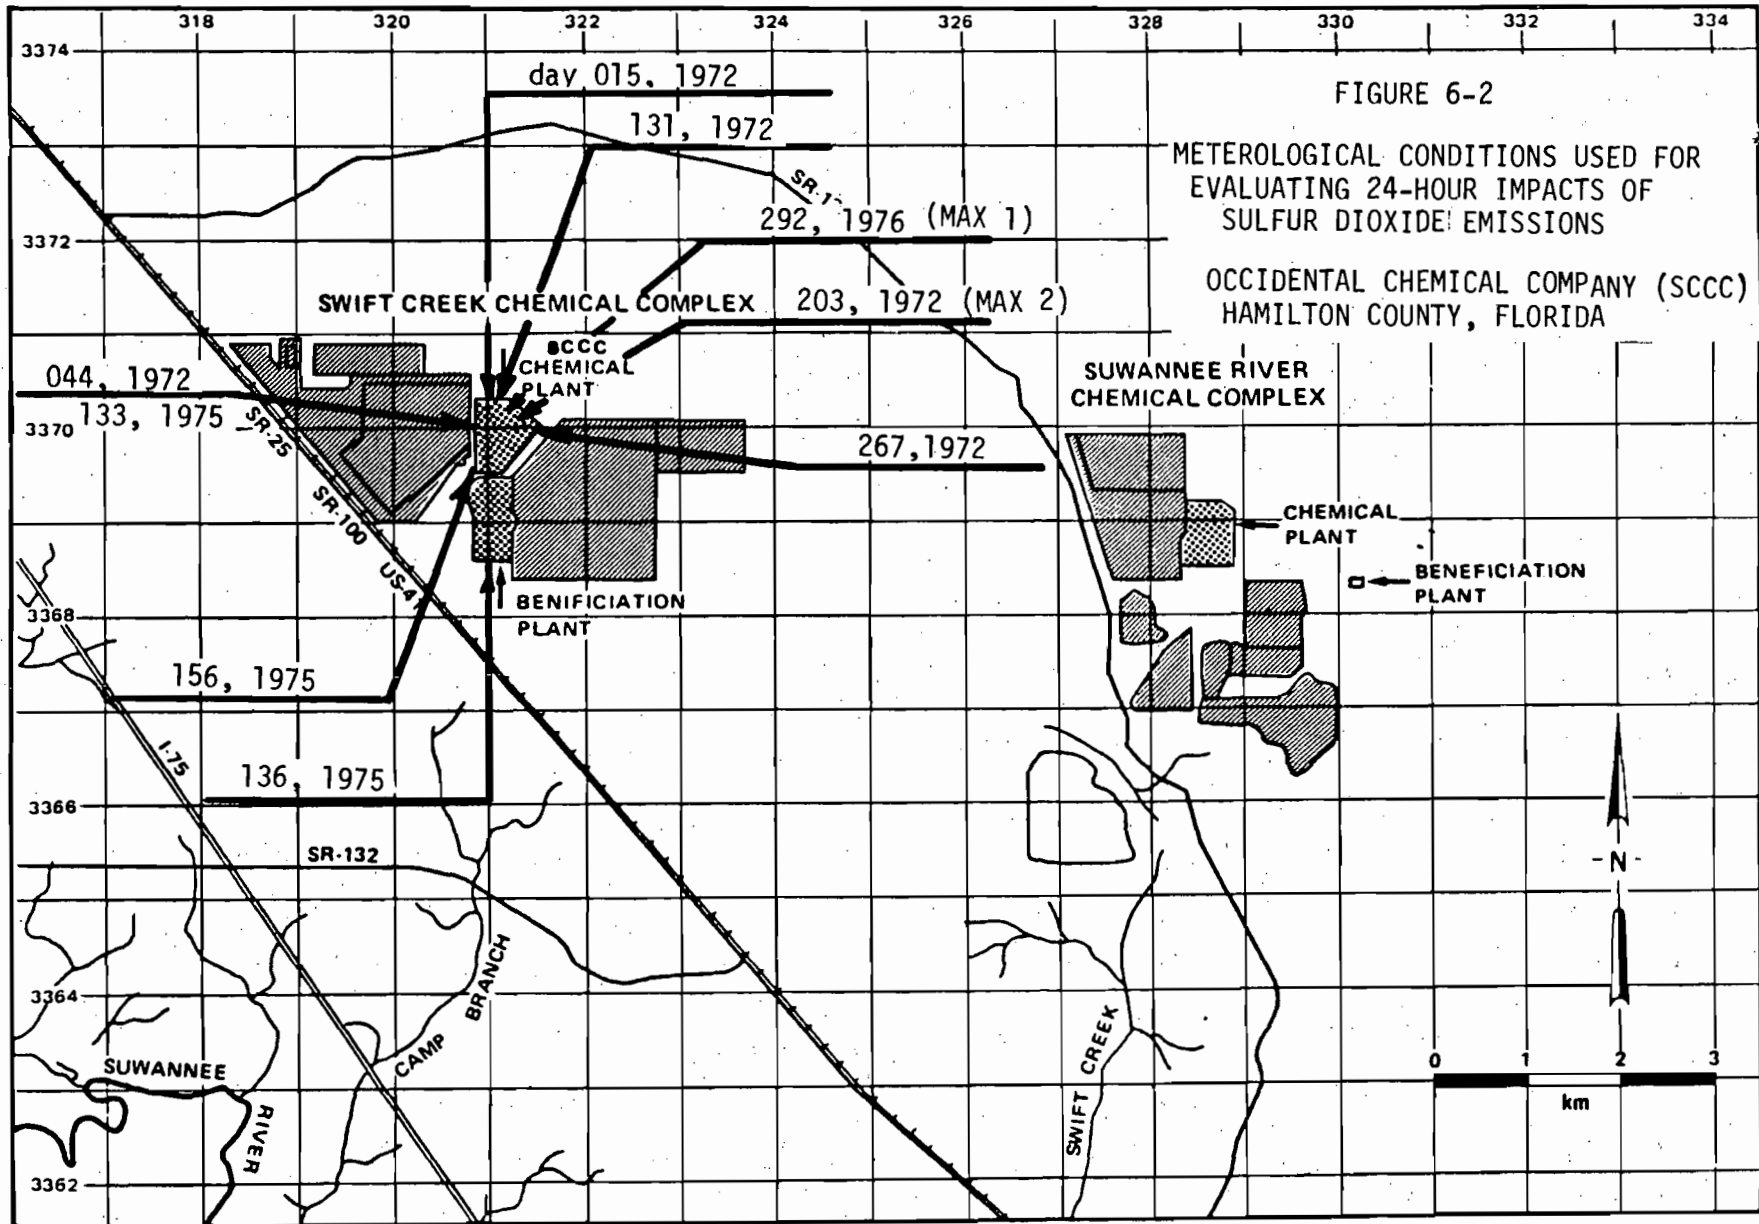 318 320 322 324 326 328 330 332 334
3374
day 015, 1972
FIGURE 6-2
131, 1972
METEROLOGICAL CONDITIONS USED FOR
EVALUATING 24-HOUR IMPACTS OF
SULFUR DIOXIDE EMISSIONS
292, 1976 (MAX 1)
3372
OCCIDENTAL CHEMICAL COMPANY (SCCC)
HAMILTON COUNTY, FLORIDA
SWIFT CREEK CHEMICAL COMPLEX
203, 1972 (MAX 2)
SCCC
CHEMICAL
PLANT
SUWANNEE RIVER
CHEMICAL COMPLEX
044, 1972
133, 1975
3370
SR-25
267,1972
SR-100
CHEMICAL
PLANT
US-41
BENEFICIATION
PLANT
BENIFICIATION
PLANT
3368
156, 1975
I-75
136, 1975
3366
SR-132
-N-
CAMP BRANCH
3364
SWIFT CREEK
SUWANNEE
RIVER
0 1 2 3
km
3362